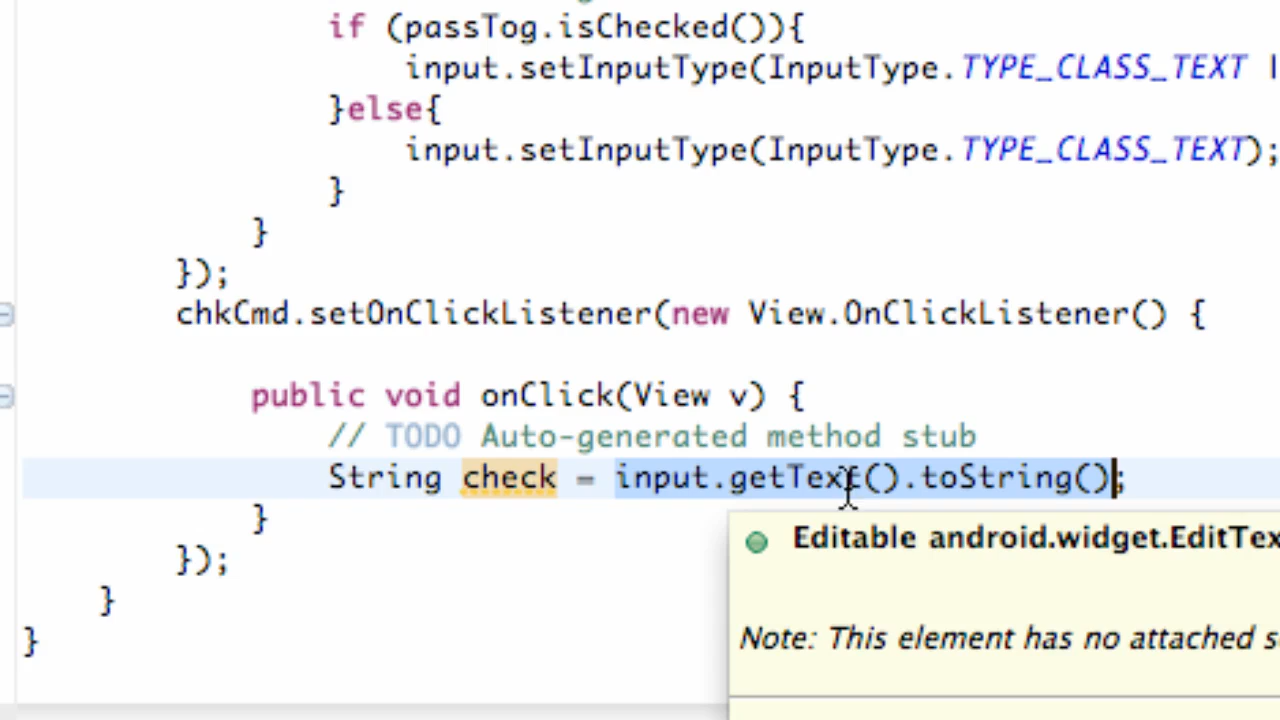 if (passTog.isChecked()){
input.setInputType(InputType.TYPE_CLASS_TEXT |
}else{
input.setInputType(InputType.TYPE_CLASS_TEXT);
}
}
});
chkCmd.setOnClickListener(new View.OnClickListener() {
public void onClick(View v) {
// TODO Auto-generated method stub
String check = input.getText().toString();
}
});
}
}
Editable android.widget.EditTex
Note: This element has no attached s